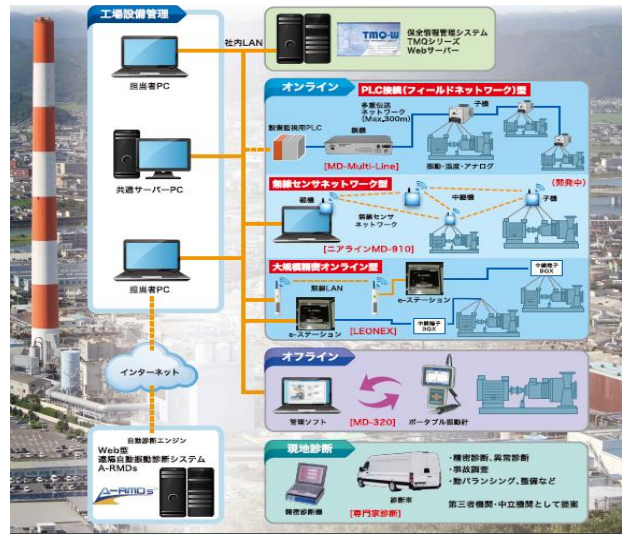 工場設備管理
社内LAN
担当者PC
共通サーバーPC
担当者PC
インターネット
自動診断エンジン
Web型
遠隔自動振動診断システム
A-RMDs
A-RMDs
TMQ-W
保全情報管理システム
TMQシリーズ
Webサーバー
オンライン
PLC接続(フィールドネットワーク)型
多重伝送
ネットワーク
(Max.300m)
子機
設備監視用PLC
親機
[MD-Multi-Line]
振動・温度・アナログ
無線センサネットワーク型
(開発中)
親機
中継機
子機
無線センサ
ネットワーク
[ニアラインMD-910]
大規模精密オンライン型
無線LAN
e-ステーション
中継端子
BOX
e-ステーション
[LEONEX]
中継端子
BOX
オフライン
管理ソフト
[MD-320]
ポータブル振動計
現地診断
精密診断機
診断車
[専門家診断]
・精密診断、異常診断
・事故調査
・動バランシング、整備など
第三者機関・中立機関として提案